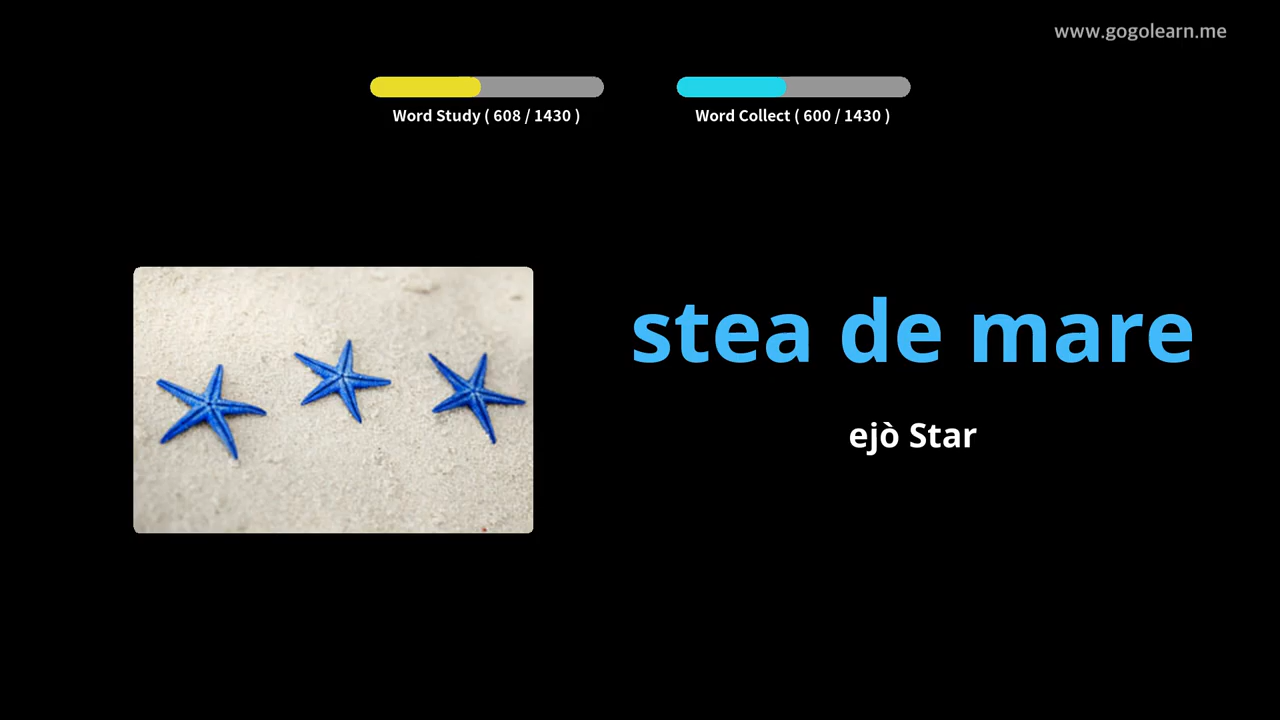 www.gogolearn.me
Word Study ( 608 / 1430 )
Word Collect ( 600 / 1430 )
stea de mare
ejò Star